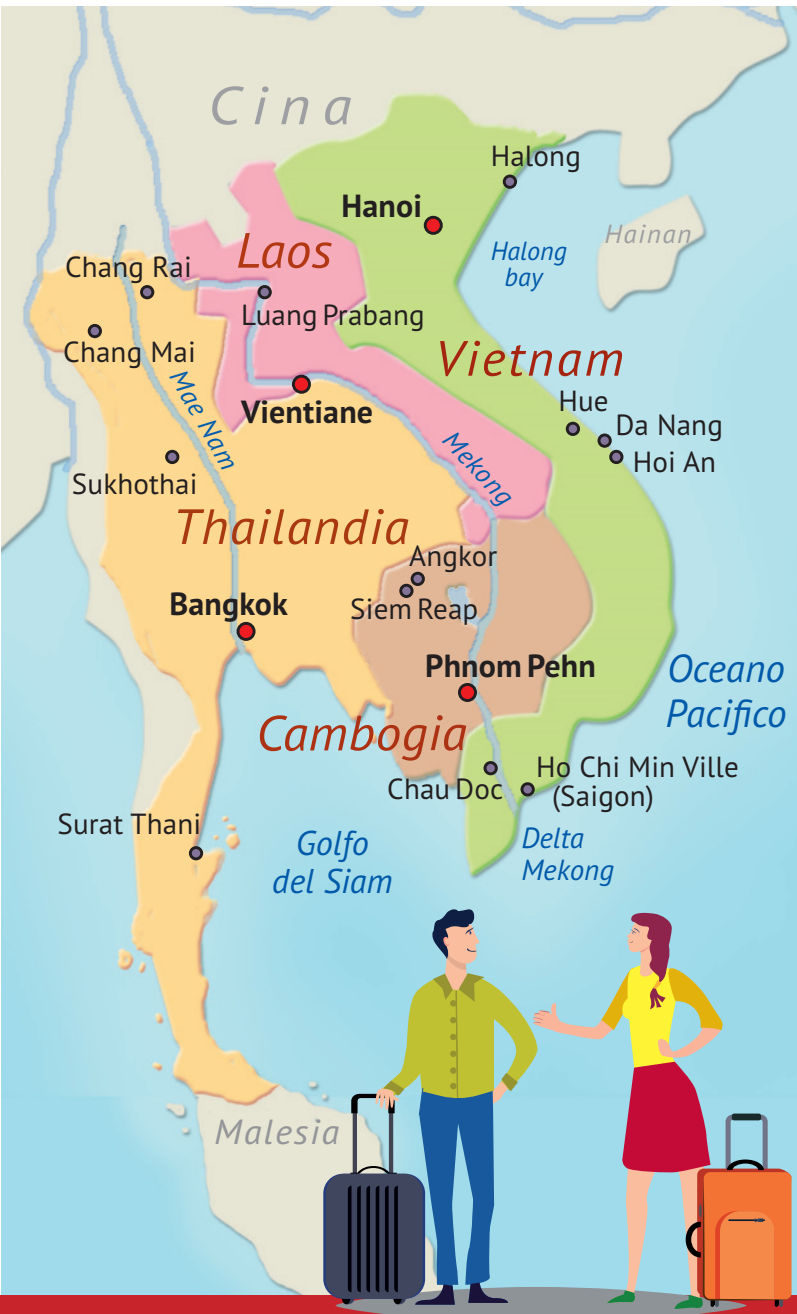 Cina
Halong
Hanoi
Hainan
Halong
bay
Laos
Chang Rai
Luang Prabang
Chang Mai
Vietnam
Mae Nam
Vientiane
Hue
Da Nang
Mekong
Hoi An
Sukhothai
Thailandia
Angkor
Bangkok
Siem Reap
Phnom Pehn
Oceano
Pacifico
Cambogia
Chau Doc
Ho Chi Min Ville
(Saigon)
Surat Thani
Golfo
del Siam
Delta
Mekong
Malesia